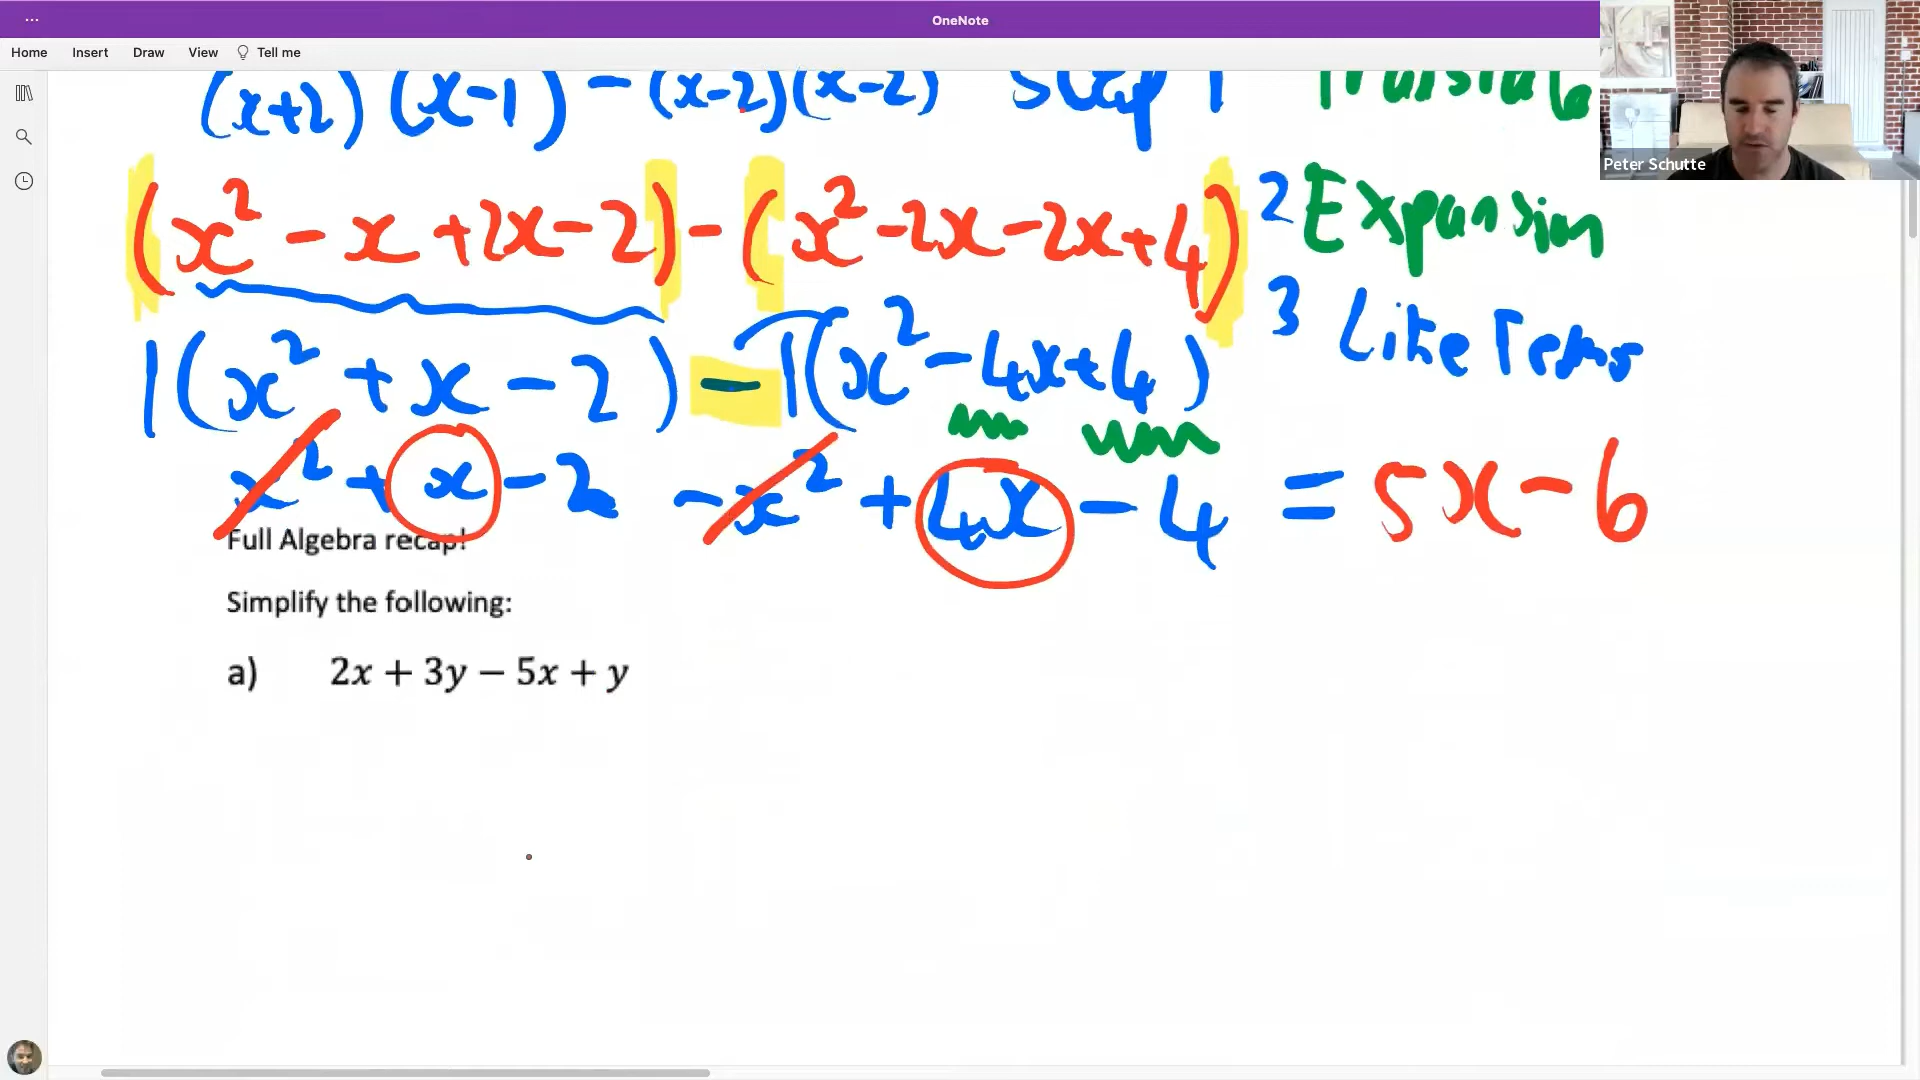 OneNote
Home Insert Draw View Tell me
Peter Schutte
(x+2)(x-1) - (x-2)(x-2) Step 1 Translate
(x² - x + 2x - 2) - (x² - 2x - 2x + 4) 2 Expansion
3 Like Terms
1(x² + x - 2) - 1(x² - 4x + 4)
x² + x - 2 - x² + 4x - 4 = 5x - 6
Full Algebra recap!
Simplify the following:
a) 2x + 3y − 5x + y